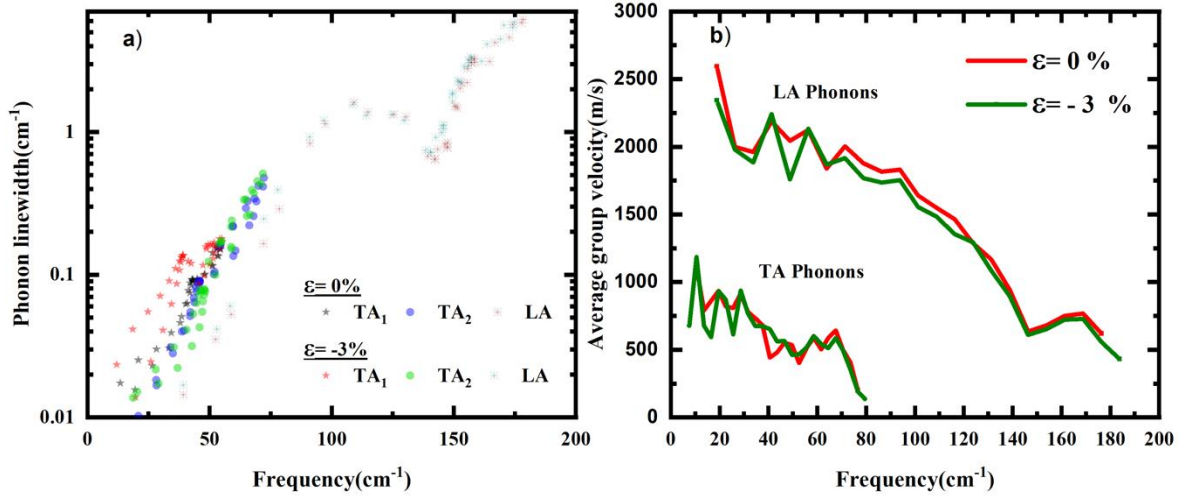 a)
Phonon linewidth(cm-1)
1
0.1
0.01
ε= 0%
TA1 TA2 LA
ε= -3%
TA1 TA2 LA
0 50 100 150 200
Frequency(cm-1)
b)
Average group velocity(m/s)
3000
2500
2000
1500
1000
500
0
ε= 0 %
ε= - 3 %
LA Phonons
TA Phonons
0 20 40 60 80 100 120 140 160 180 200
Frequency(cm-1)